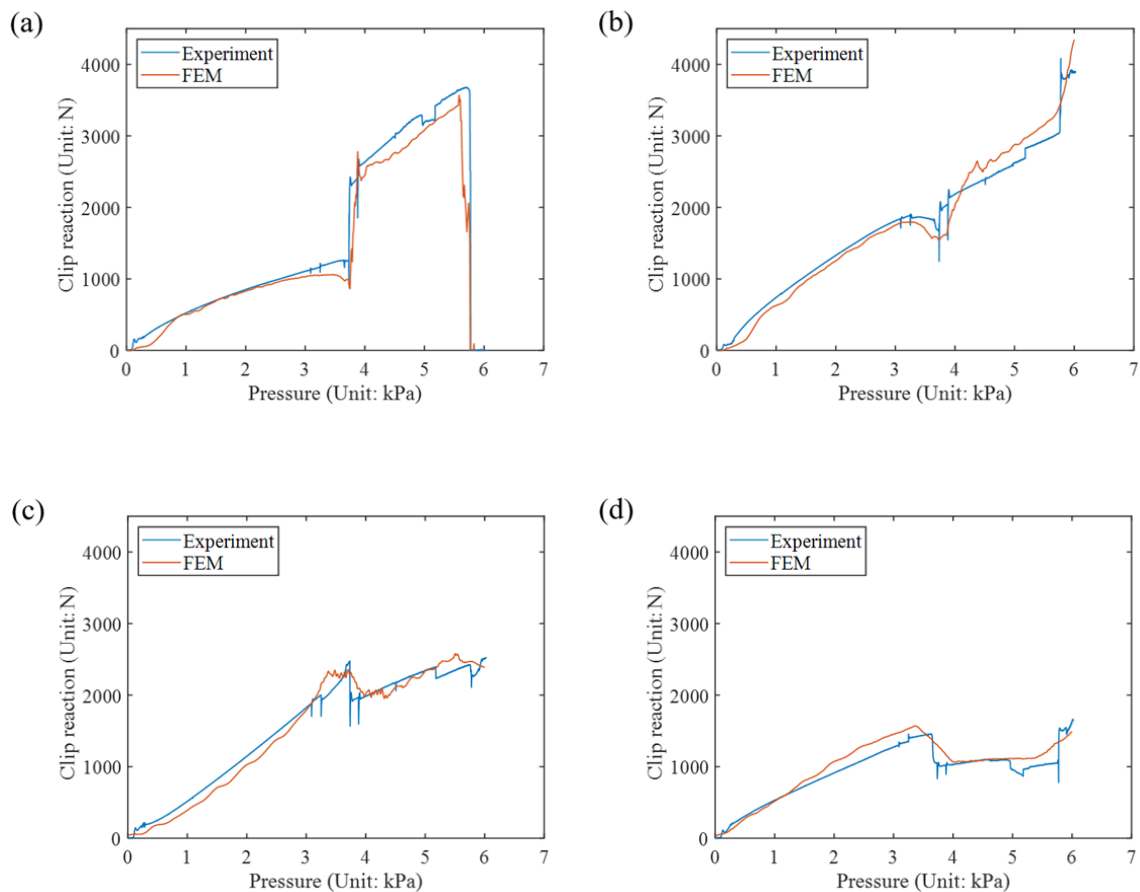 (a)
Experiment
FEM
Clip reaction (Unit: N)
4000
3000
2000
1000
0
0 1 2 3 4 5 6 7
Pressure (Unit: kPa)
(b)
Experiment
FEM
Clip reaction (Unit: N)
4000
3000
2000
1000
0
0 1 2 3 4 5 6 7
Pressure (Unit: kPa)
(c)
Experiment
FEM
Clip reaction (Unit: N)
4000
3000
2000
1000
0
0 1 2 3 4 5 6 7
Pressure (Unit: kPa)
(d)
Experiment
FEM
Clip reaction (Unit: N)
4000
3000
2000
1000
0
0 1 2 3 4 5 6 7
Pressure (Unit: kPa)